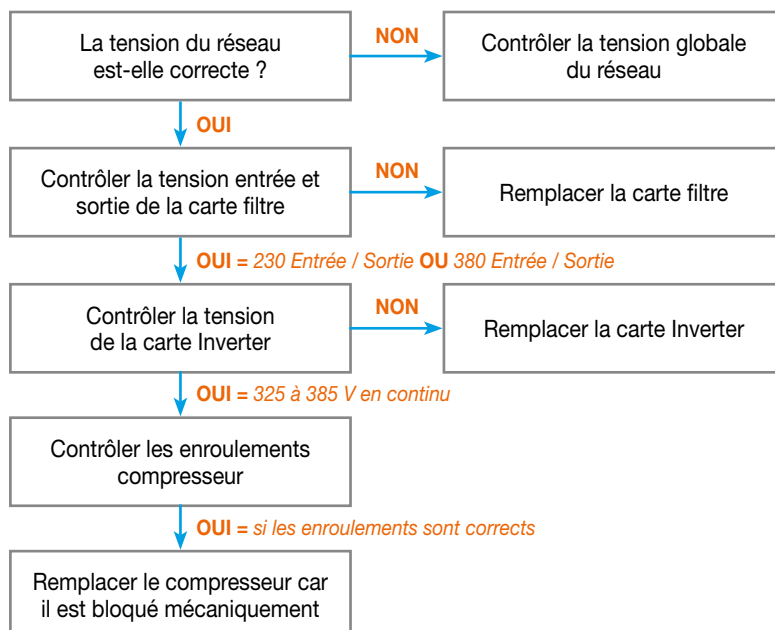 La tension du réseau
est-elle correcte ?
NON
Contrôler la tension globale
du réseau
OUI
Contrôler la tension entrée et
sortie de la carte filtre
NON
Remplacer la carte filtre
OUI = 230 Entrée / Sortie OU 380 Entrée / Sortie
Contrôler la tension
de la carte Inverter
NON
Remplacer la carte Inverter
OUI = 325 à 385 V en continu
Contrôler les enroulements
compresseur
OUI = si les enroulements sont corrects
Remplacer le compresseur car
il est bloqué mécaniquement